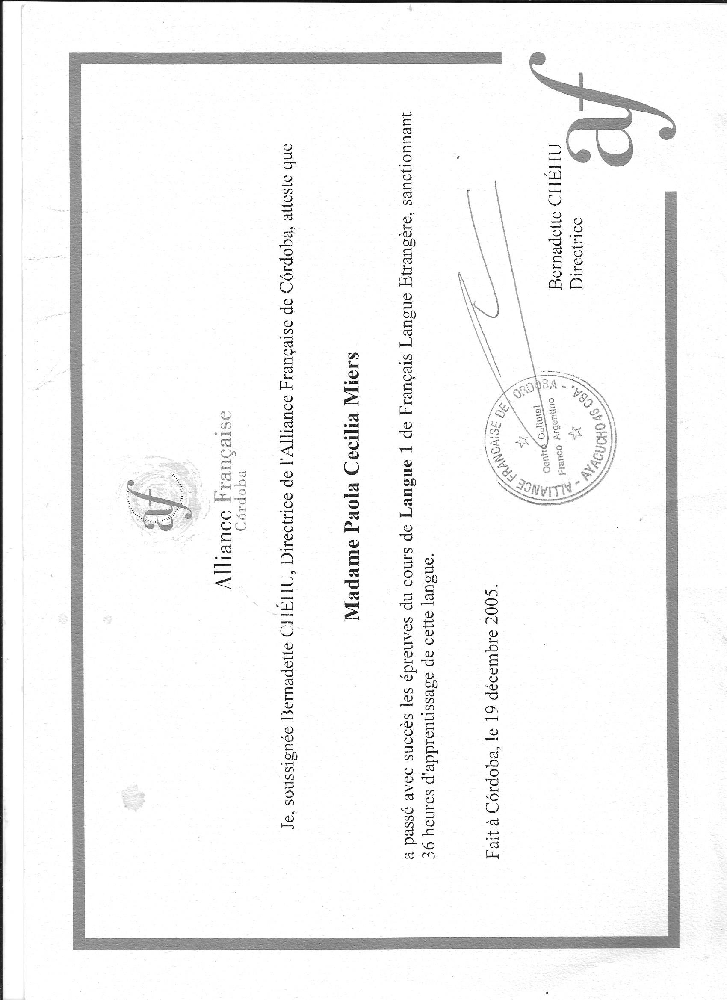 af
Alliance Française
Córdoba
Je, soussignée Bernadette CHÉHU, Directrice de l'Alliance Française de Córdoba, atteste que
Madame Paola Cecilia Miers
a passé avec succès les épreuves du cours de Langue 1 de Français Langue Etrangère, sanctionnant
36 heures d'apprentissage de cette langue.
Fait à Córdoba, le 19 décembre 2005.
ALLIANCE FRANCAISE DE CORDOBA -
Centro Cultural
Franco Argentino
- AYACUCHO 46 CBA.
Bernadette CHÉHU
Directrice
af